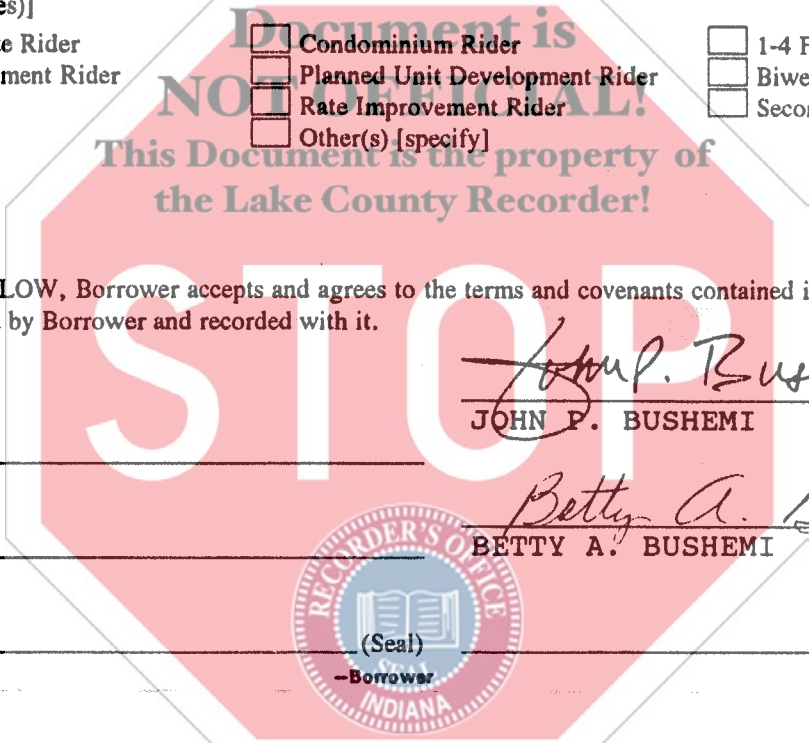 es)]
Document is
e Rider
Condominium Rider
1-4 F
ment Rider
Planned Unit Development Rider
Biwe
NOT OFFICIAL!
Rate Improvement Rider
Secon
Other(s) [specify]
This Document is the property of
the Lake County Recorder!
STOP
LOW, Borrower accepts and agrees to the terms and covenants contained i
by Borrower and recorded with it.
John P. Bus
JOHN P. BUSHEMI
Betty A.
BETTY A. BUSHEMI
RECORDER'S OFFICE
(Seal)
SEAL
–Borrower
INDIANA